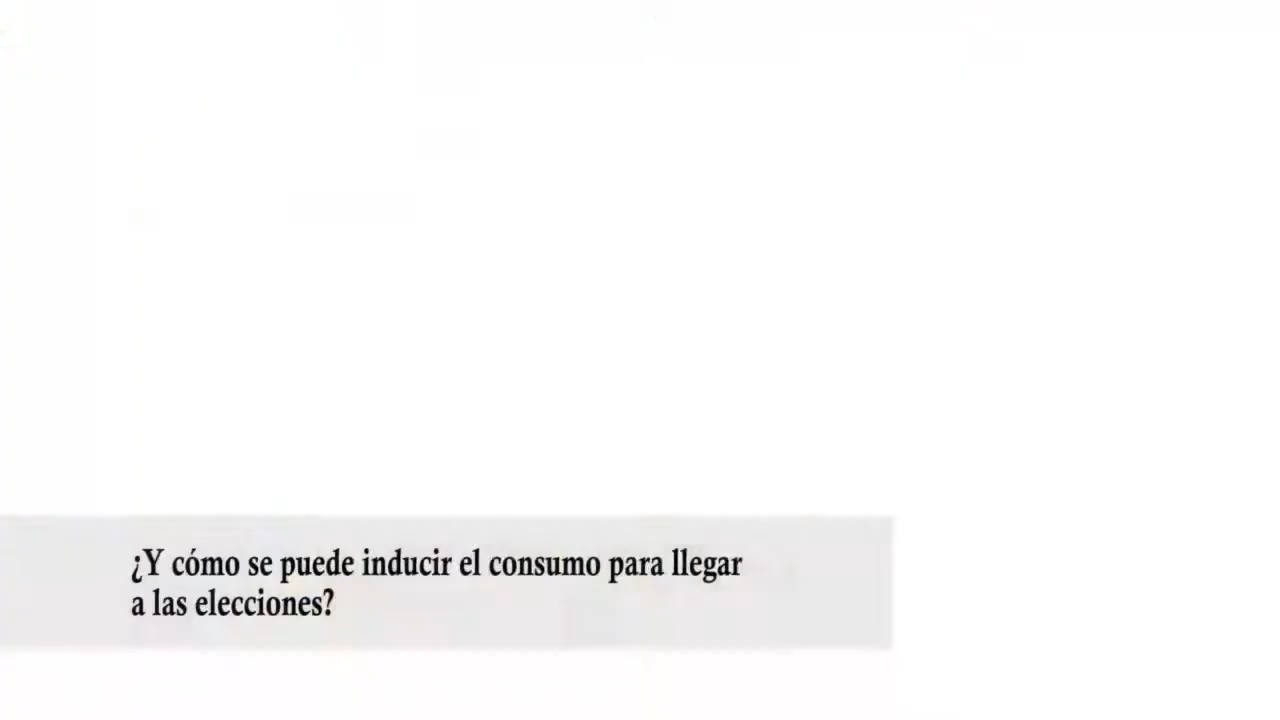 ¿Y cómo se puede inducir el consumo para llegar
a las elecciones?